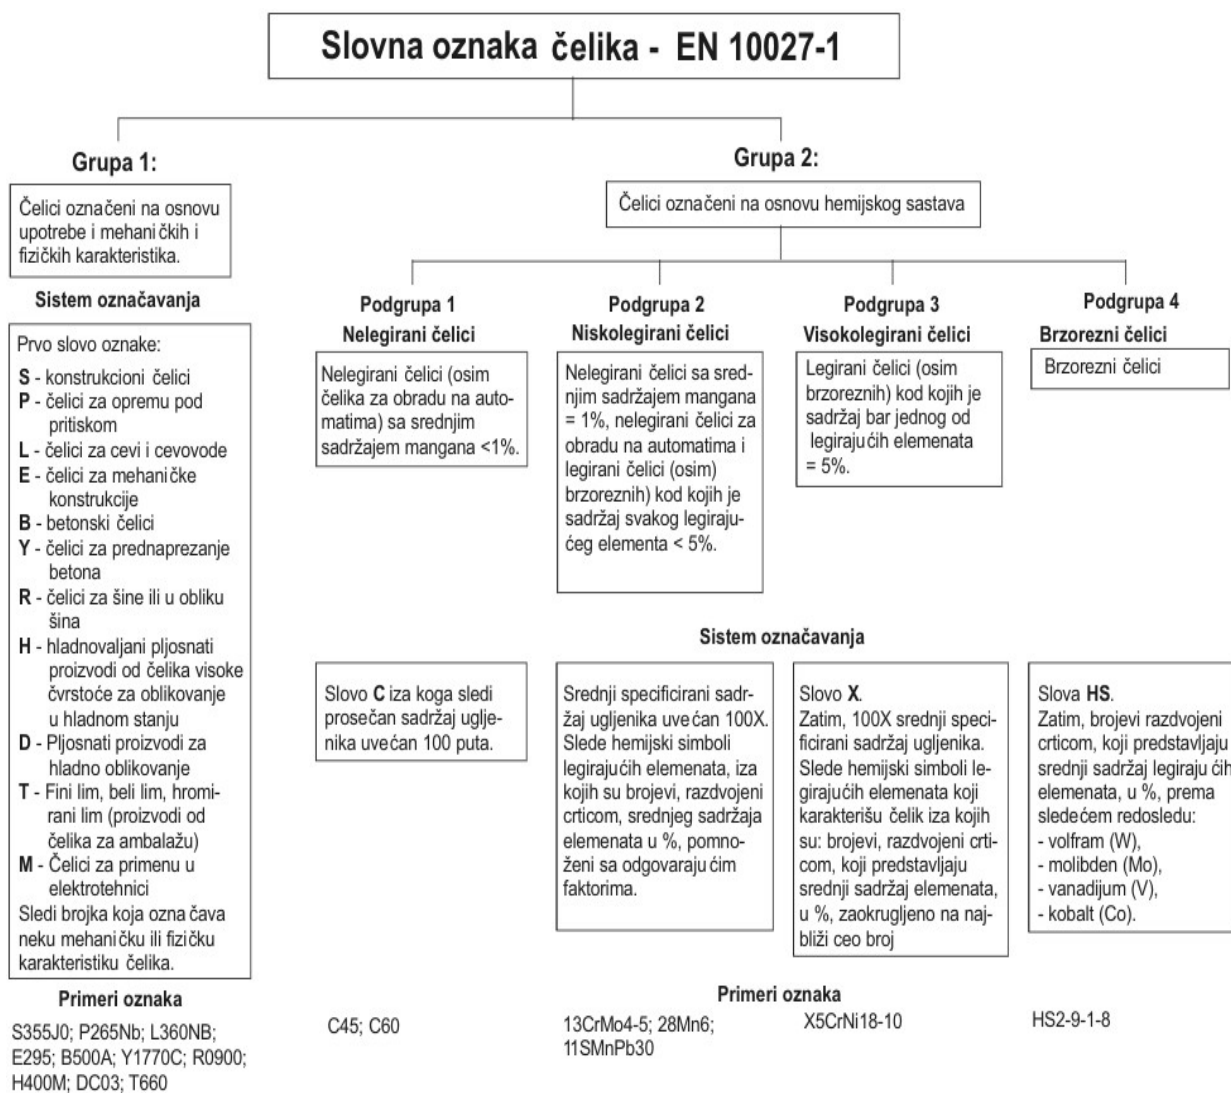 Slovna oznaka čelika - EN 10027-1
Grupa 1:
Čelici označeni na osnovu
upotrebe i mehaničkih i
fizičkih karakteristika.
Sistem označavanja
Prvo slovo oznake:
S - konstrukcioni čelici
P - čelici za opremu pod
pritiskom
L - čelici za cevi i cevovode
E - čelici za mehaničke
konstrukcije
B - betonski čelici
Y - čelici za prednaprezanje
betona
R - čelici za šine ili u obliku
šina
H - hladnovaljani pljosnati
proizvodi od čelika visoke
čvrstoće za oblikovanje
u hladnom stanju
D - Pljosnati proizvodi za
hladno oblikovanje
T - Fini lim, beli lim, hromi-
rani lim (proizvodi od
čelika za ambalažu)
M - Čelici za primenu u
elektrotehnici
Sledi brojka koja ozna čava
neku mehaničku ili fizičku
karakteristiku čelika.
Primeri oznaka
S355J0; P265Nb; L360NB;
E295; B500A; Y1770C; R0900;
H400M; DC03; T660
Grupa 2:
Čelici označeni na osnovu hemijskog sastava
Podgrupa 1
Nelegirani čelici
Nelegirani čelici (osim
čelika za obradu na auto-
matima) sa srednjim
sadržajem mangana <1%.
Podgrupa 2
Niskolegirani čelici
Nelegirani čelici sa sred-
njim sadržajem mangana
= 1%, nelegirani čelici za
obradu na automatima i
legirani čelici (osim)
brzoreznih) kod kojih je
sadržaj svakog legiraju-
ćeg elementa < 5%.
Podgrupa 3
Visokolegirani čelici
Legirani čelici (osim
brzoreznih) kod kojih je
sadržaj bar jednog od
legirajućih elemenata
= 5%.
Podgrupa 4
Brzorezni čelici
Brzorezni čelici
Sistem označavanja
Slovo C iza koga sledi
prosečan sadržaj uglje-
nika uvećan 100 puta.
Srednji specificirani sadr-
žaj ugljenika uvećan 100X.
Slede hemijski simboli
legirajućih elemenata, iza
kojih su brojevi, razdvojeni
crticom, srednjeg sadržaja
elemenata u %, pomno-
ženi sa odgovaraju ćim
faktorima.
Slovo X.
Zatim, 100X srednji speci-
ficirani sadržaj ugljenika.
Slede hemijski simboli le-
girajućih elemenata koji
karakterišu čelik iza kojih
su: brojevi, razdvojeni crti-
com, koji predstavljaju
srednji sadržaj elemenata,
u %, zaokrugljeno na naj-
bliži ceo broj
Slova HS.
Zatim, brojevi razdvojeni
crticom, koji predstavljaju
srednji sadržaj legiraju ćih
elemenata, u %, prema
sledećem redosledu:
- volfram (W),
- molibden (Mo),
- vanadijum (V),
- kobalt (Co).
Primeri oznaka
C45; C60
13CrMo4-5; 28Mn6;
11SMnPb30
X5CrNi18-10
HS2-9-1-8